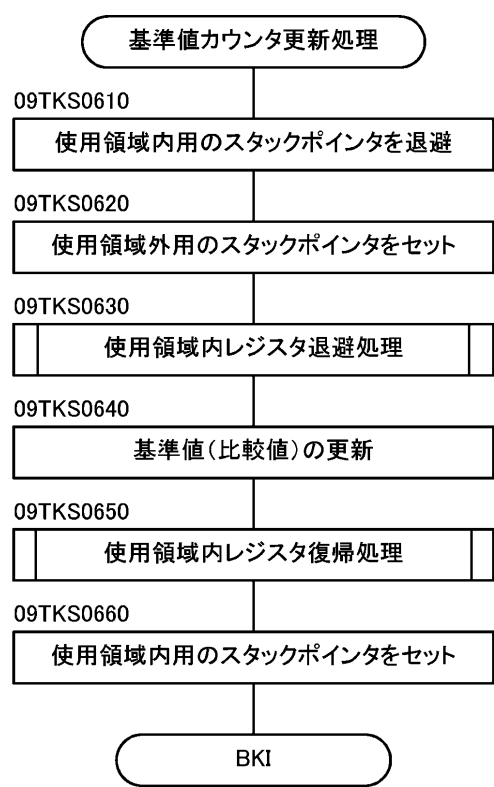 基準値カウンタ更新処理
09TKS0610
使用領域内用のスタックポインタを退避
09TKS0620
使用領域外用のスタックポインタをセット
09TKS0630
使用領域内レジスタ退避処理
09TKS0640
基準値(比較値)の更新
09TKS0650
使用領域内レジスタ復帰処理
09TKS0660
使用領域内用のスタックポインタをセット
BKI